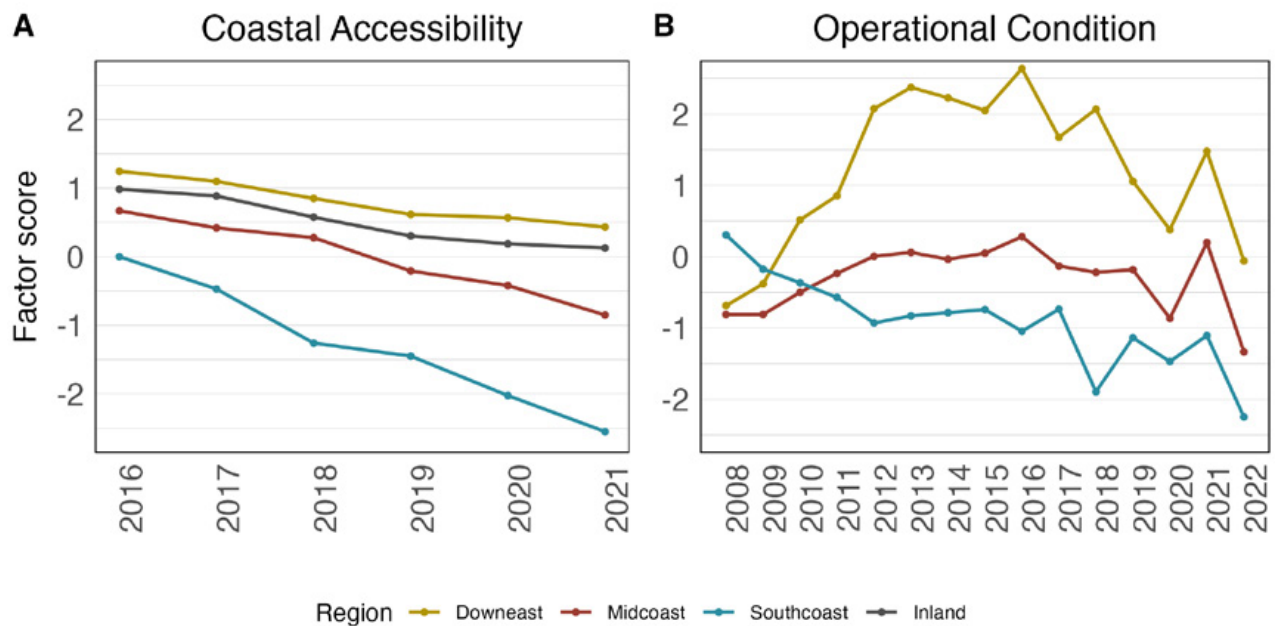 A Coastal Accessibility
B Operational Condition
Factor score
2
1
0
-1
-2
2016 2017 2018 2019 2020 2021
2
1
0
-1
-2
2008 2009 2010 2011 2012 2013 2014 2015 2016 2017 2018 2019 2020 2021 2022
Region Downeast Midcoast Southcoast Inland